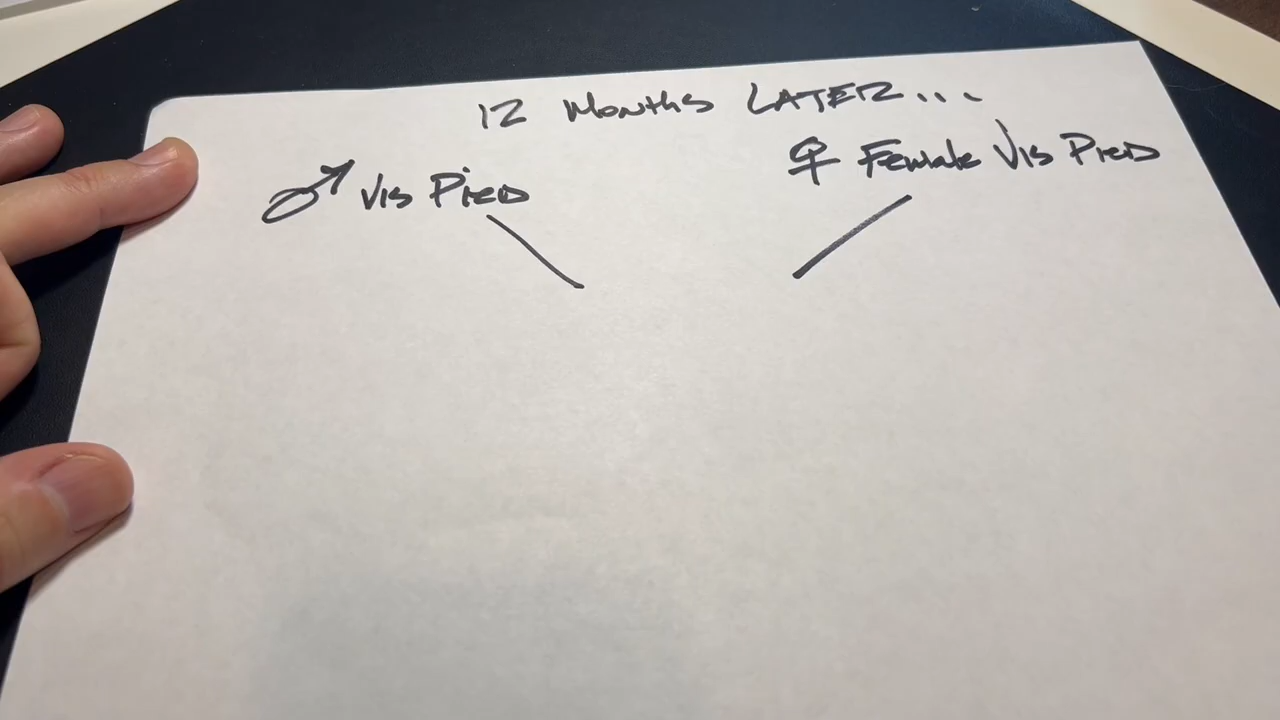 12 Months LATER...
♂ Vis Pied
♀ Female Vis Pied